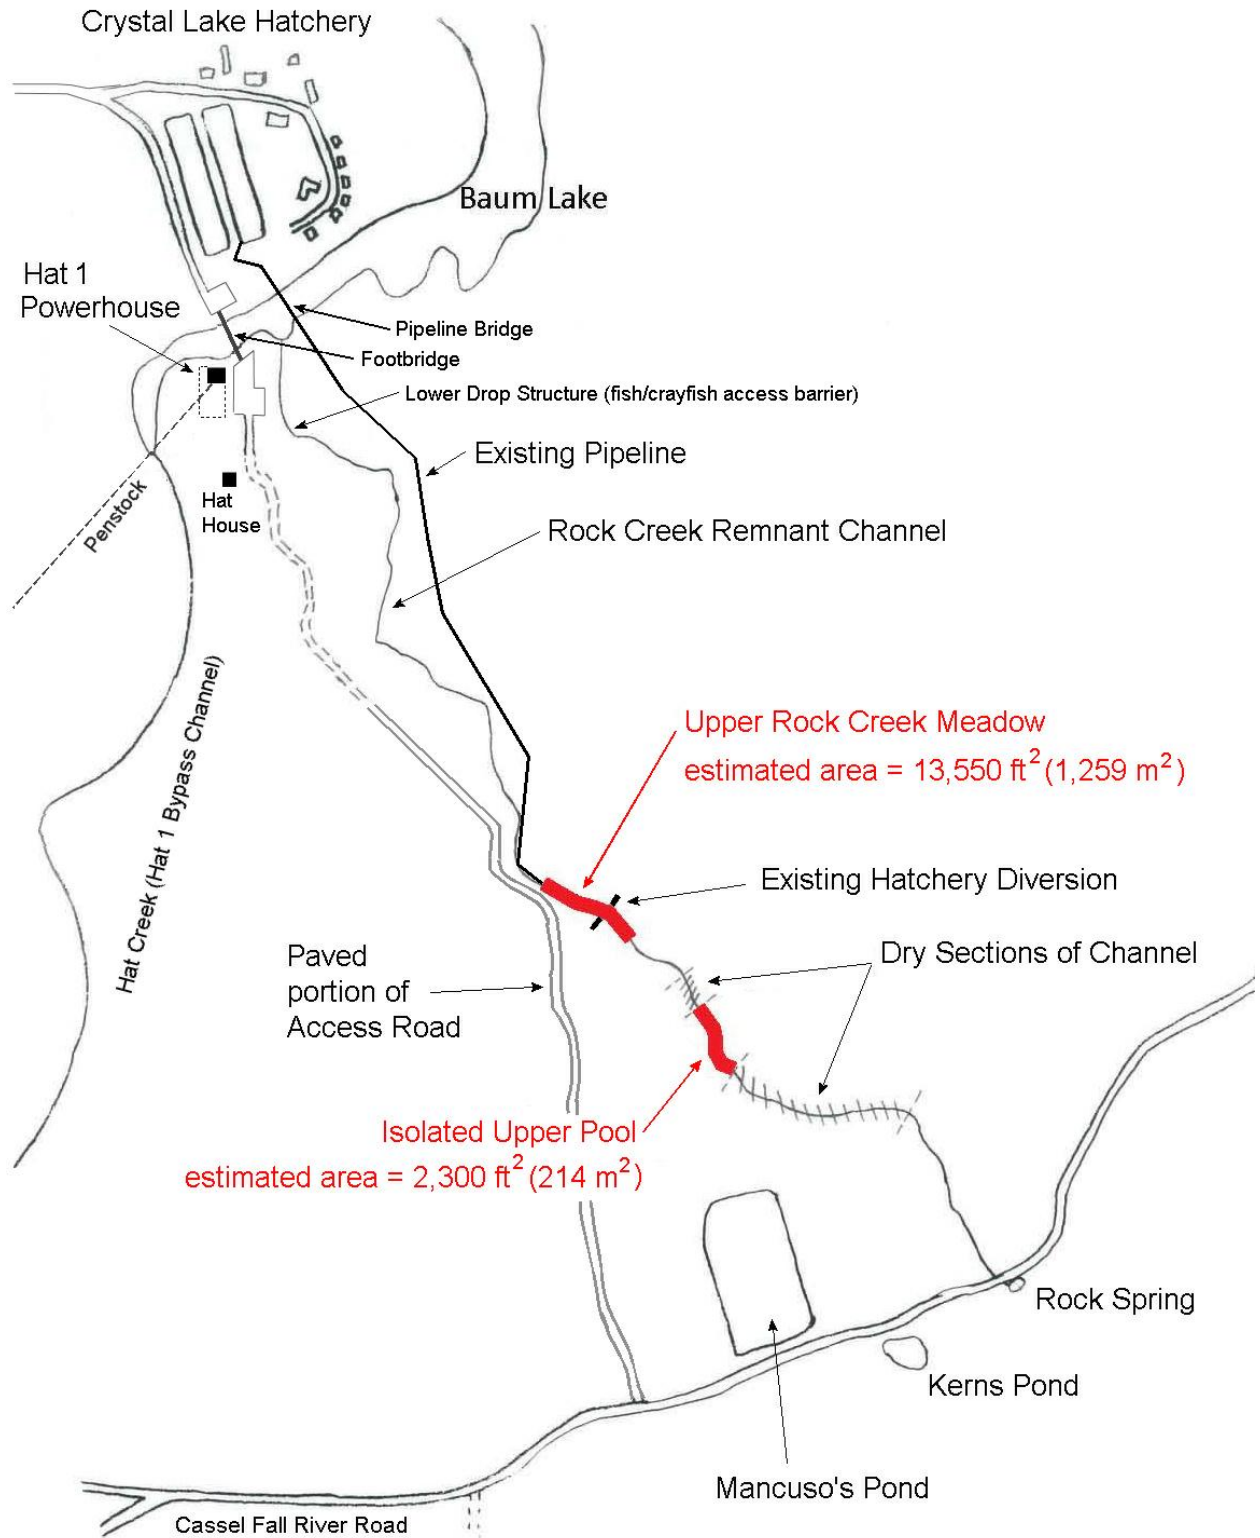 Crystal Lake Hatchery
Baum Lake
Hat 1
Powerhouse
Pipeline Bridge
Footbridge
Lower Drop Structure (fish/crayfish access barrier)
Existing Pipeline
Penstock
Hat
House
Rock Creek Remnant Channel
Hat Creek (Hat 1 Bypass Channel)
Upper Rock Creek Meadow
estimated area = 13,550 ft² (1,259 m²)
Existing Hatchery Diversion
Dry Sections of Channel
Paved
portion of
Access Road
Isolated Upper Pool
estimated area = 2,300 ft² (214 m²)
Rock Spring
Kerns Pond
Mancuso's Pond
Cassel Fall River Road